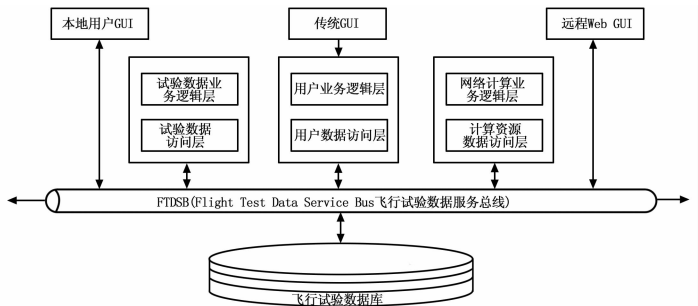 本地用户GUI
传统GUI
远程Web GUI
试验数据业
务逻辑层
试验数据
访问层
用户业务逻辑层
用户数据访问层
网络计算业
务逻辑层
计算资源
数据访问层
FTDSB(Flight Test Data Service Bus飞行试验数据服务总线)
飞行试验数据库